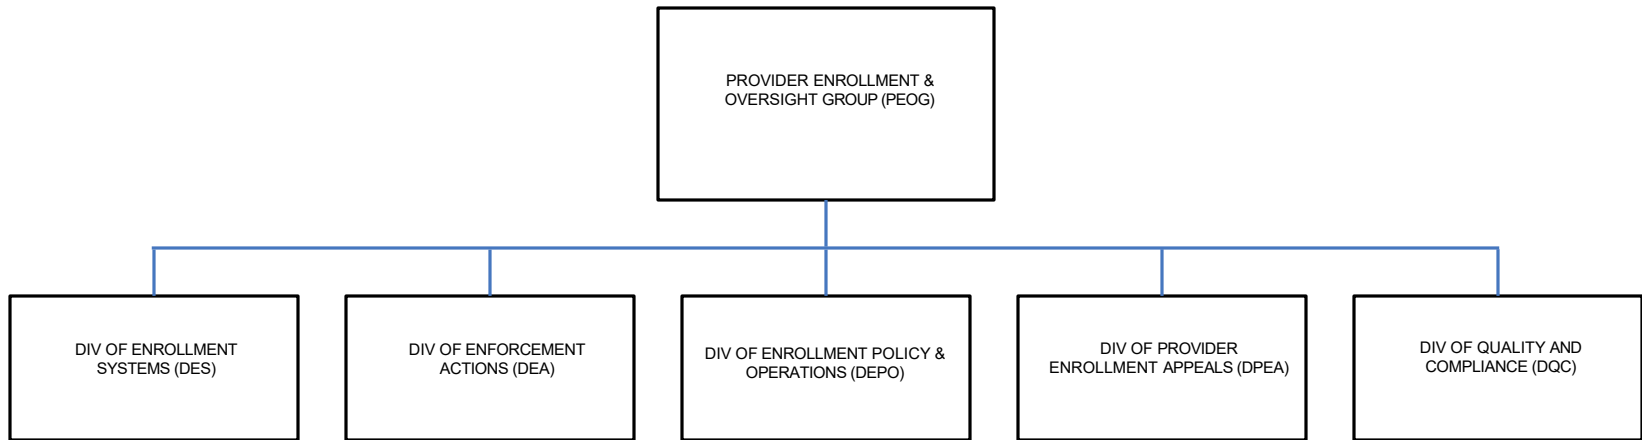 PROVIDER ENROLLMENT &
OVERSIGHT GROUP (PEOG)
DIV OF ENROLLMENT
SYSTEMS (DES)
DIV OF ENFORCEMENT
ACTIONS (DEA)
DIV OF ENROLLMENT POLICY &
OPERATIONS (DEPO)
DIV OF PROVIDER
ENROLLMENT APPEALS (DPEA)
DIV OF QUALITY AND
COMPLIANCE (DQC)